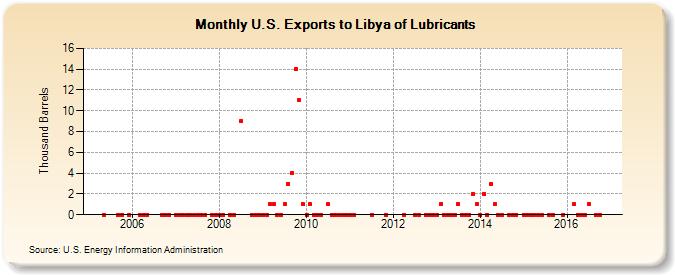 Monthly U.S. Exports to Libya of Lubricants
Thousand Barrels
16
14
12
10
8
6
4
2
0
2006 2008 2010 2012 2014 2016
Source: U.S. Energy Information Administration